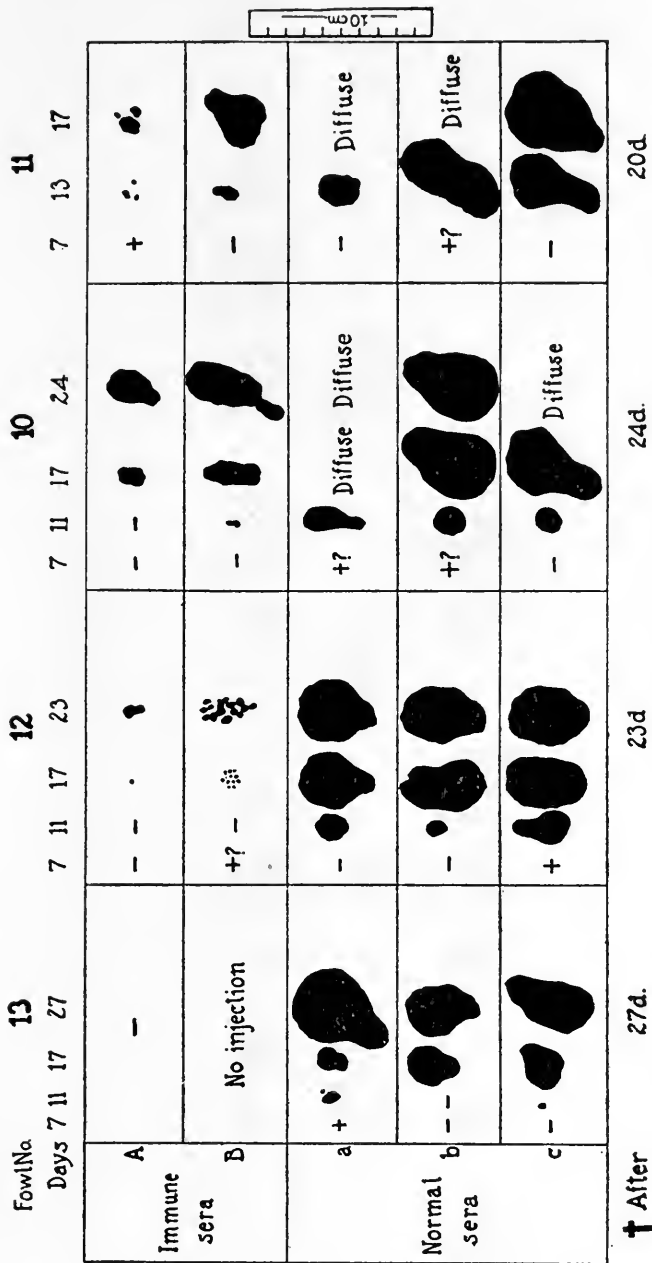 Fowl No. 13 12 10 11
Days 7 11 17 27 7 11 17 23 7 11 17 24 7 13 17
Immune sera
A – – – – – +
B No injection +? – – –
Normal sera
a + – +? Diffuse Diffuse – Diffuse
b – – – +? +? Diffuse
c – + – Diffuse –
† After 27d. 23d 24d. 20d.
10 cm